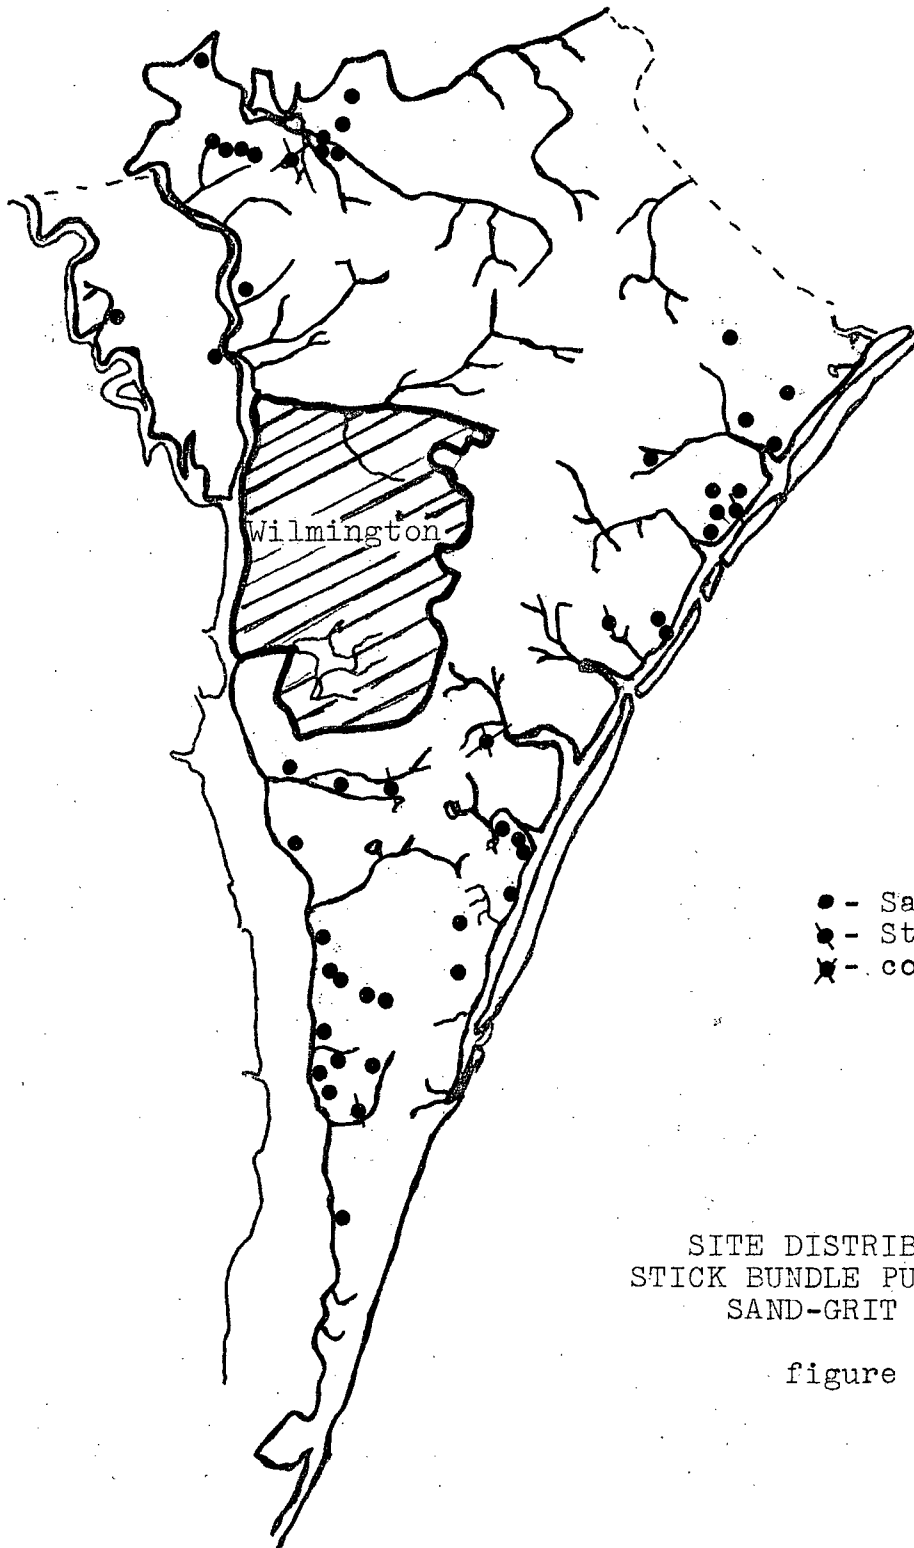 Wilmington
- Sa
- St
- co
SITE DISTRIB
STICK BUNDLE PU
SAND-GRIT
figure